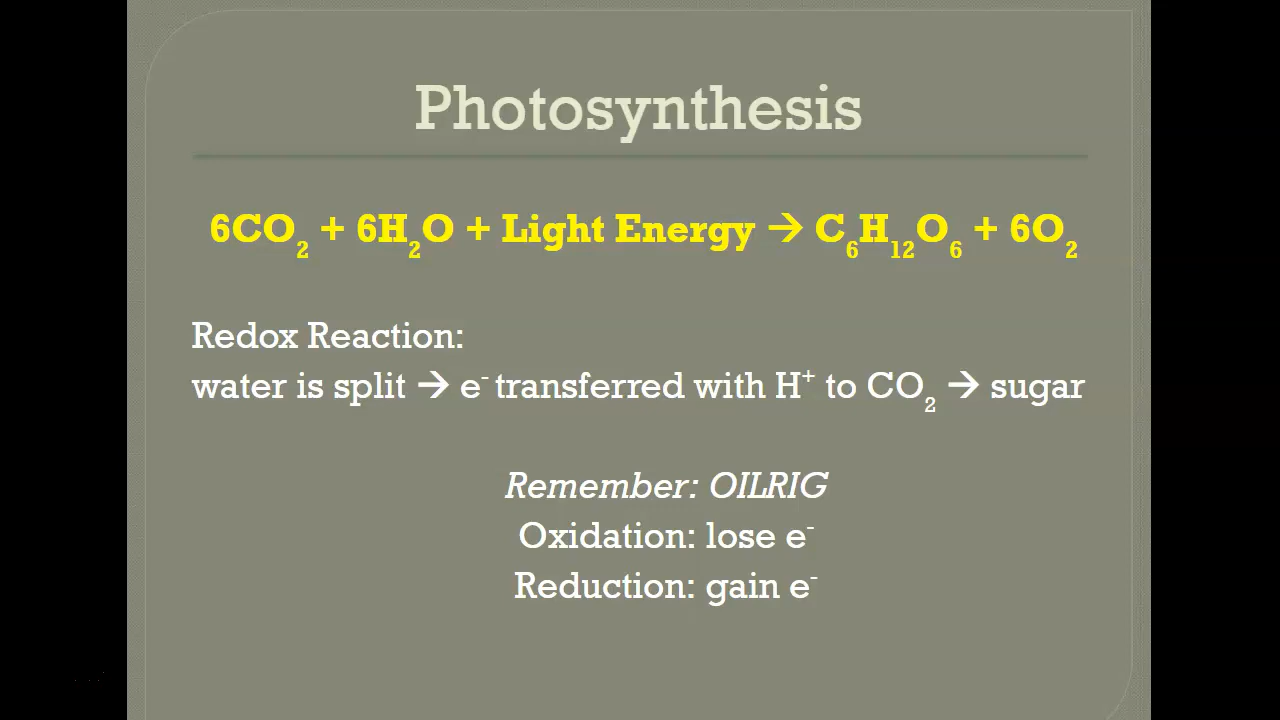 Photosynthesis
6CO₂ + 6H₂O + Light Energy → C₆H₁₂O₆ + 6O₂
Redox Reaction:
water is split → e⁻ transferred with H⁺ to CO₂ → sugar
Remember: OILRIG
Oxidation: lose e⁻
Reduction: gain e⁻